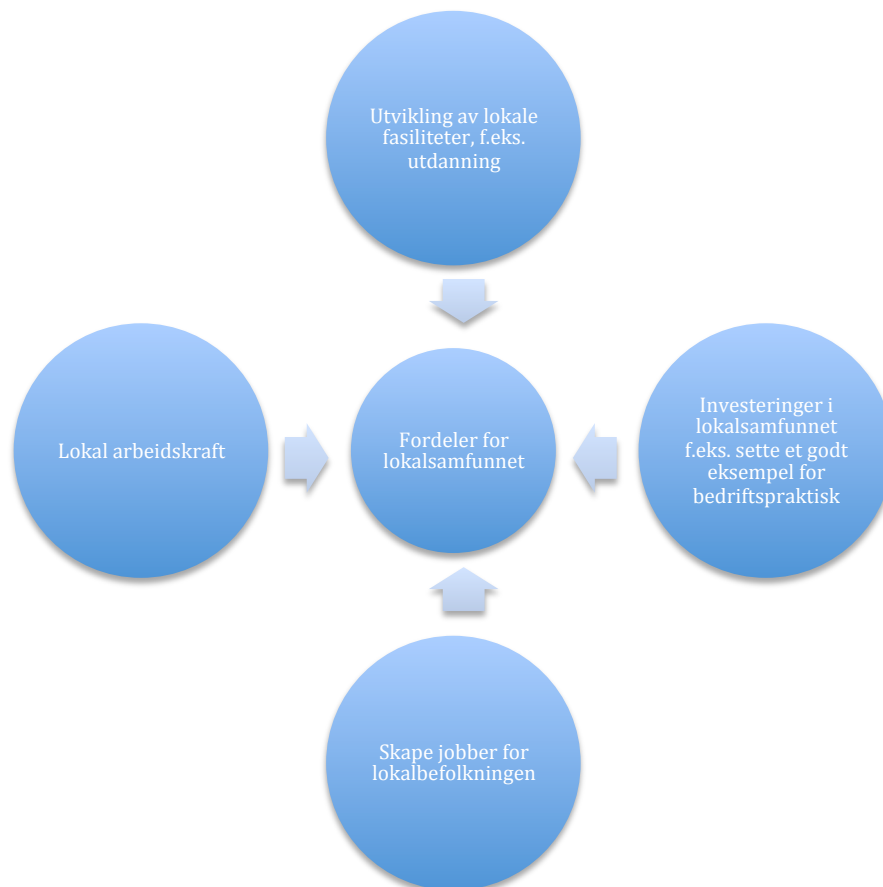 Utvikling av lokale
fasiliteter, f.eks.
utdanning
Lokal arbeidskraft
Fordeler for
lokalsamfunnet
Investeringer i
lokalsamfunnet
f.eks. sette et godt
eksempel for
bedriftspraktisk
Skape jobber for
lokalbefolkningen